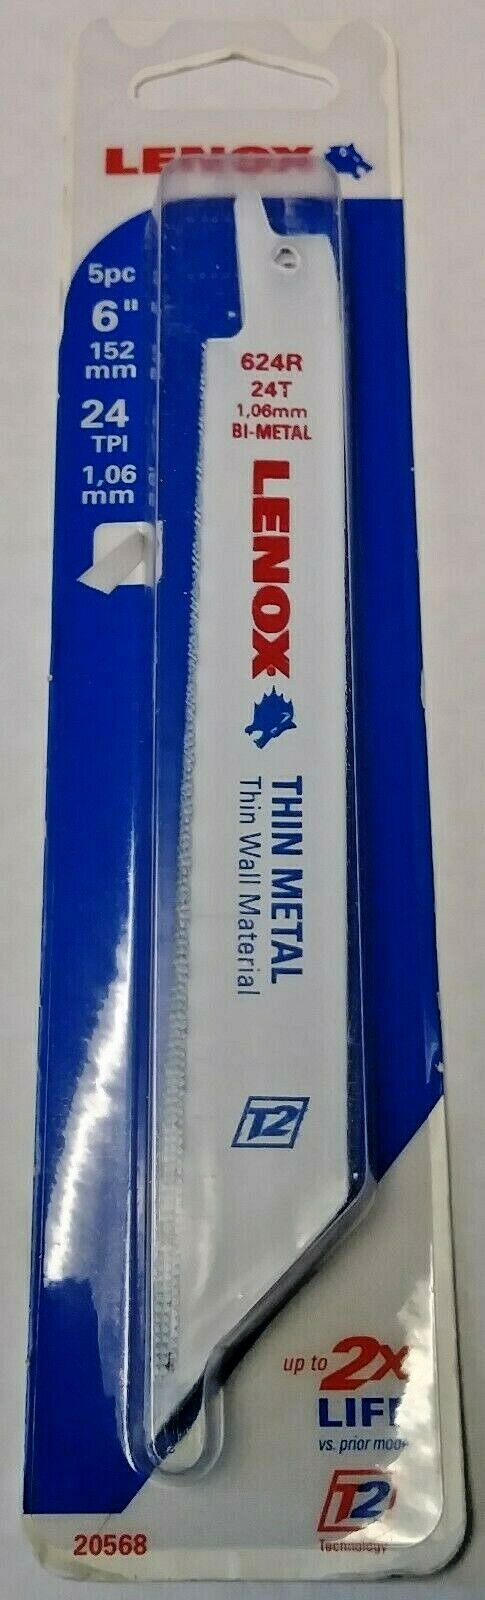 LENOX
5pc
6"
152
mm
24
TPI
1,06
mm
624R
24T
1,06mm
BI-METAL
LENOX
THIN METAL
Thin Wall Material
T2
up to 2x
LIFE
vs. prior model
T2
Technology
20568